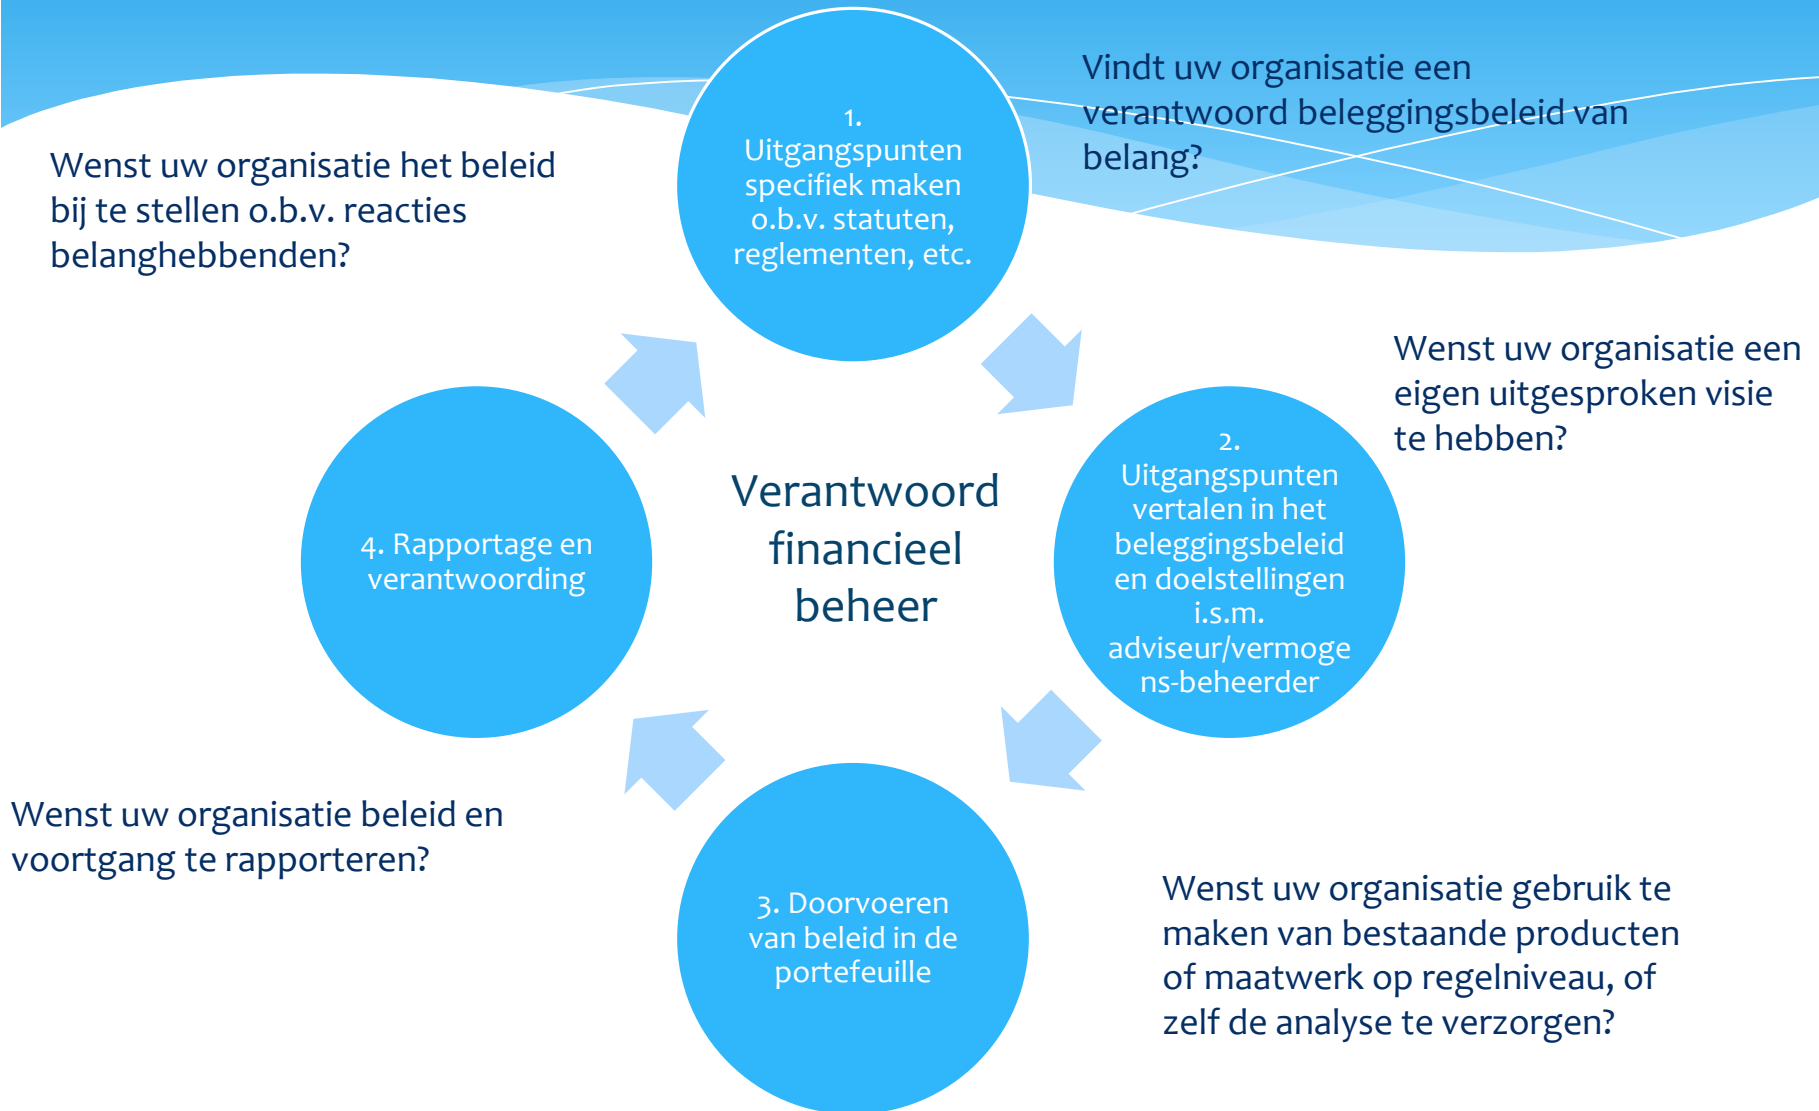 Vindt uw organisatie een
verantwoord beleggingsbeleid van
belang?
1.
Uitgangspunten
specifiek maken
o.b.v. statuten,
reglementen, etc.
Wenst uw organisatie het beleid
bij te stellen o.b.v. reacties
belanghebbenden?
Wenst uw organisatie een
eigen uitgesproken visie
te hebben?
2.
Uitgangspunten
vertalen in het
beleggingsbeleid
en doelstellingen
i.s.m.
adviseur/vermoge
ns-beheerder
Verantwoord
financieel
beheer
4. Rapportage en
verantwoording
Wenst uw organisatie beleid en
voortgang te rapporteren?
3. Doorvoeren
van beleid in de
portefeuille
Wenst uw organisatie gebruik te
maken van bestaande producten
of maatwerk op regelniveau, of
zelf de analyse te verzorgen?